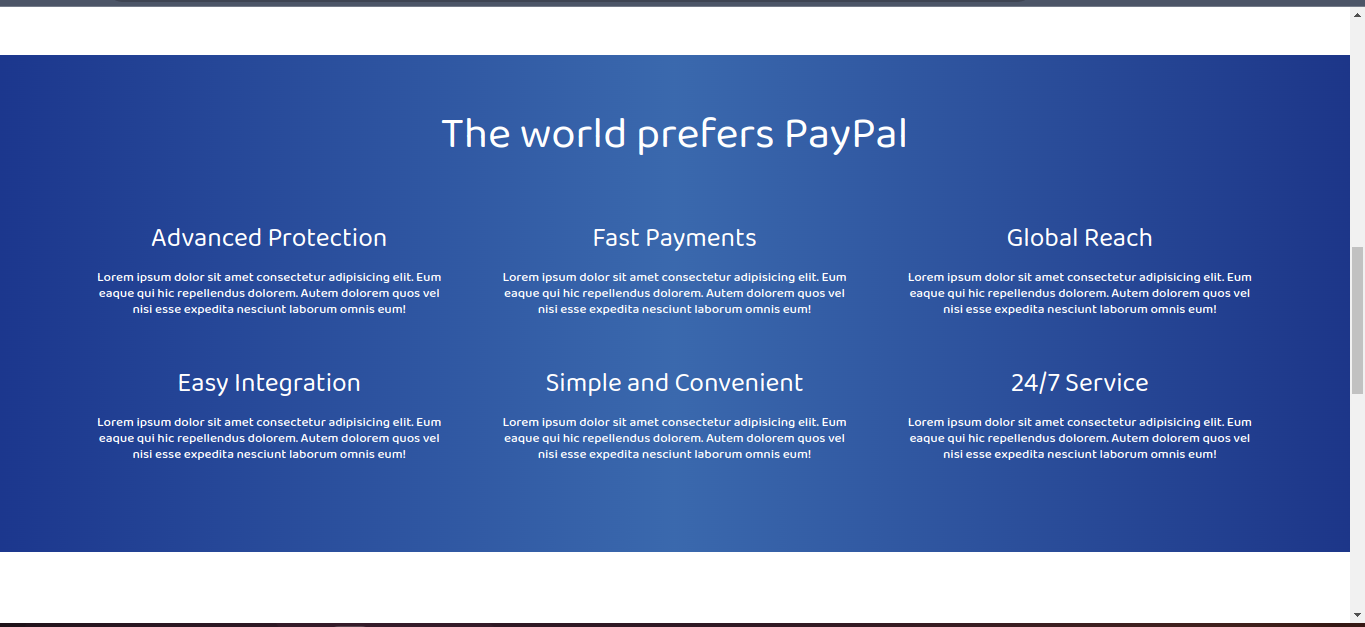 The world prefers PayPal
Advanced Protection
Lorem ipsum dolor sit amet consectetur adipisicing elit. Eum
eaque qui hic repellendus dolorem. Autem dolorem quos vel
nisi esse expedita nesciunt laborum omnis eum!
Fast Payments
Lorem ipsum dolor sit amet consectetur adipisicing elit. Eum
eaque qui hic repellendus dolorem. Autem dolorem quos vel
nisi esse expedita nesciunt laborum omnis eum!
Global Reach
Lorem ipsum dolor sit amet consectetur adipisicing elit. Eum
eaque qui hic repellendus dolorem. Autem dolorem quos vel
nisi esse expedita nesciunt laborum omnis eum!
Easy Integration
Lorem ipsum dolor sit amet consectetur adipisicing elit. Eum
eaque qui hic repellendus dolorem. Autem dolorem quos vel
nisi esse expedita nesciunt laborum omnis eum!
Simple and Convenient
Lorem ipsum dolor sit amet consectetur adipisicing elit. Eum
eaque qui hic repellendus dolorem. Autem dolorem quos vel
nisi esse expedita nesciunt laborum omnis eum!
24/7 Service
Lorem ipsum dolor sit amet consectetur adipisicing elit. Eum
eaque qui hic repellendus dolorem. Autem dolorem quos vel
nisi esse expedita nesciunt laborum omnis eum!